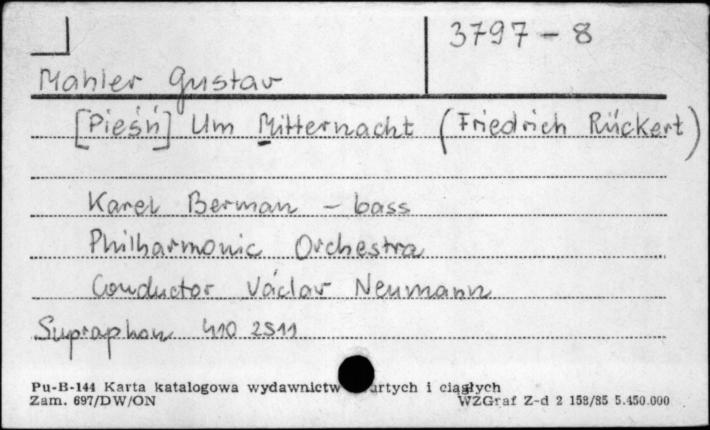 3797 - 8
Mahler Gustav
[Pieśń] Um Mitternacht (Friedrich Rückert)
Karel Berman - bass
Philharmonic Orchestra
Conductor Václav Neumann
Supraphon 410 2511
Pu-B-144 Karta katalogowa wydawnictw artych i ciągłych
Zam. 697/DW/ON WZGraf Z-d 2 158/85 5.450.000